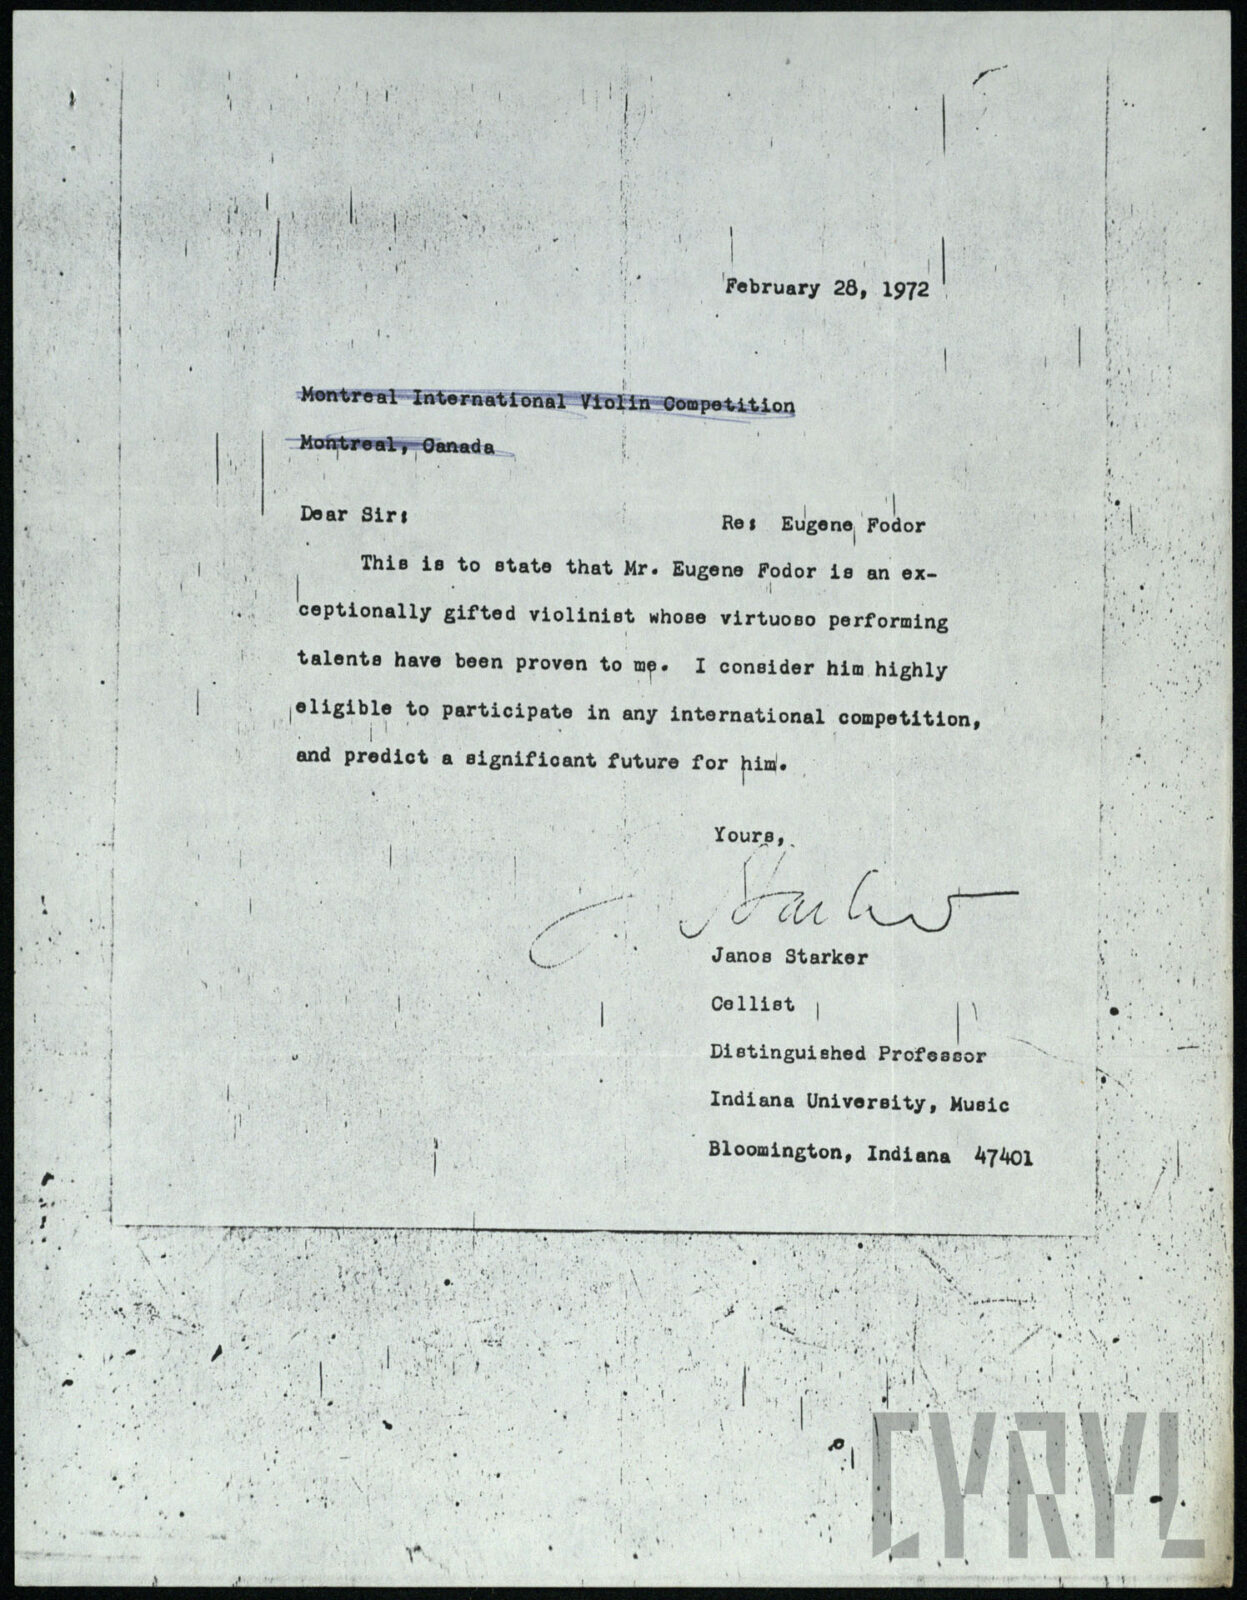 February 28, 1972
Montreal International Violin Competition
Montreal, Canada
Dear Sir:
Re: Eugene Fodor
This is to state that Mr. Eugene Fodor is an ex-
ceptionally gifted violinist whose virtuoso performing
talents have been proven to me. I consider him highly
eligible to participate in any international competition,
and predict a significant future for him.
Yours,
J. Starker
Janos Starker
Cellist
Distinguished Professor
Indiana University, Music
Bloomington, Indiana 47401
CYRYL